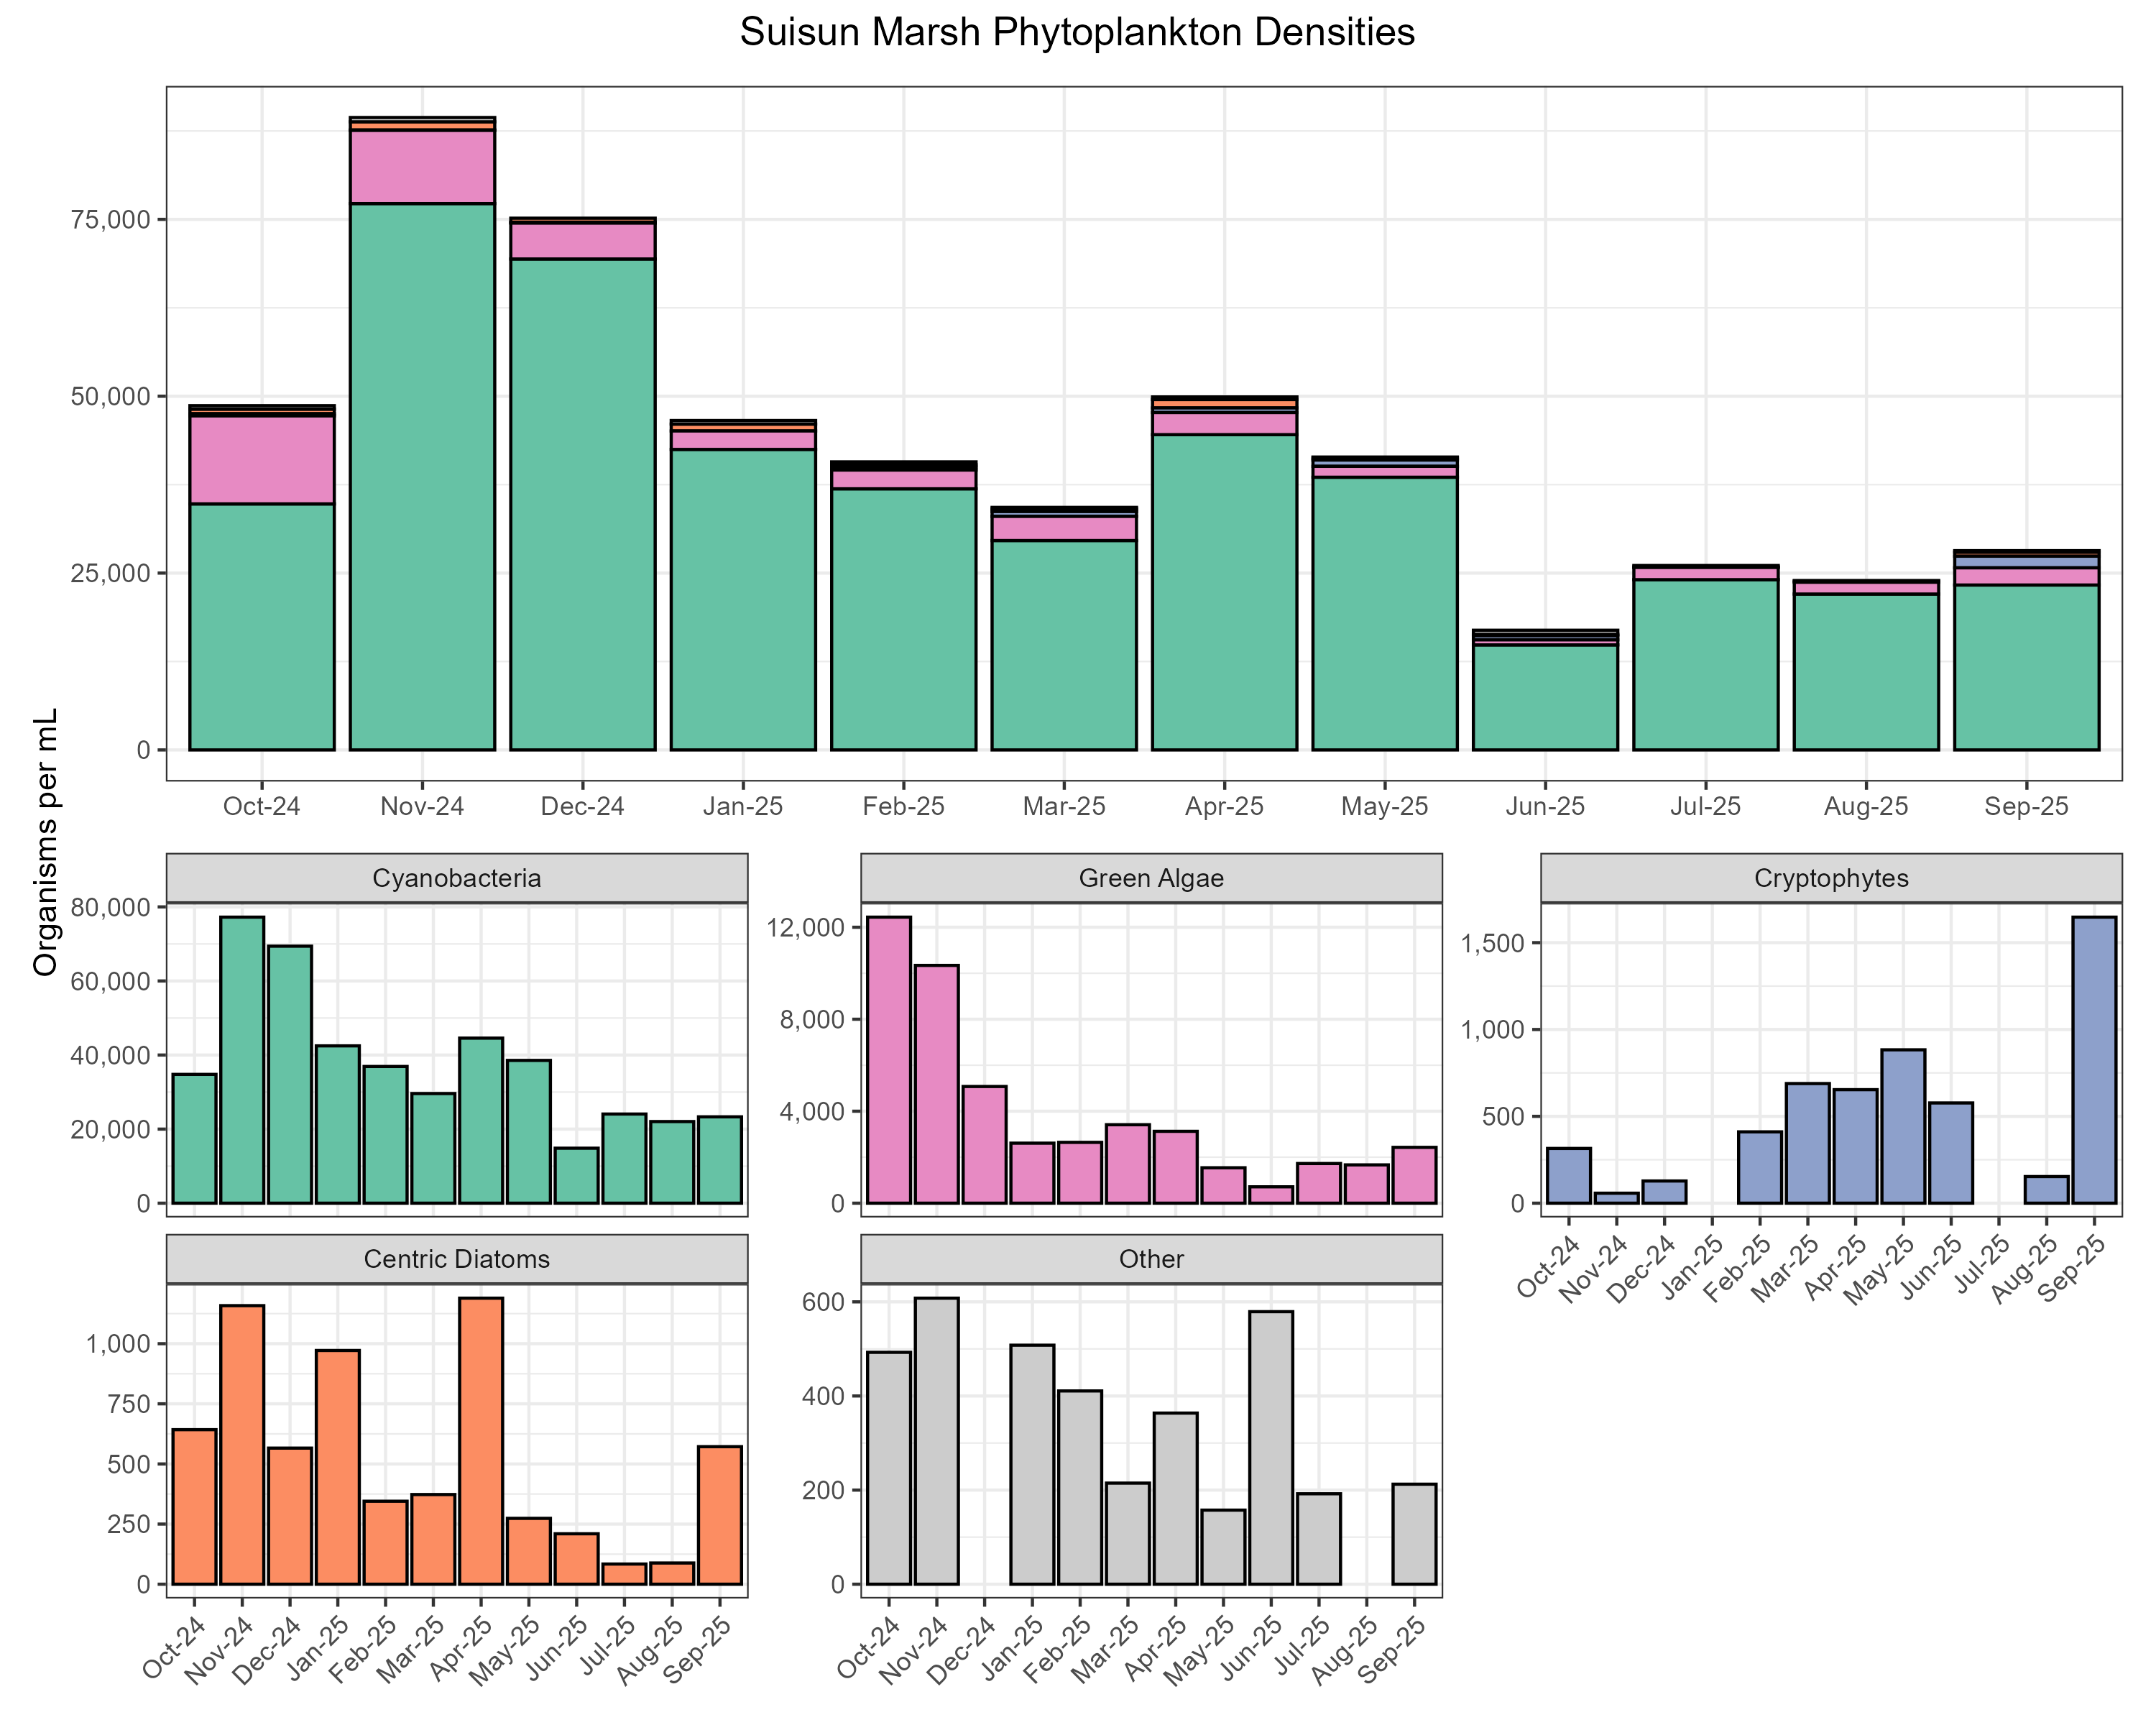 Suisun Marsh Phytoplankton Densities
Organisms per mL
75,000
50,000
25,000
0
Oct-24 Nov-24 Dec-24 Jan-25 Feb-25 Mar-25 Apr-25 May-25 Jun-25 Jul-25 Aug-25 Sep-25
Cyanobacteria
80,000
60,000
40,000
20,000
0
Green Algae
12,000
8,000
4,000
0
Cryptophytes
1,500
1,000
500
0
Oct-24 Nov-24 Dec-24 Jan-25 Feb-25 Mar-25 Apr-25 May-25 Jun-25 Jul-25 Aug-25 Sep-25
Centric Diatoms
1,000
750
500
250
0
Oct-24 Nov-24 Dec-24 Jan-25 Feb-25 Mar-25 Apr-25 May-25 Jun-25 Jul-25 Aug-25 Sep-25
Other
600
400
200
0
Oct-24 Nov-24 Dec-24 Jan-25 Feb-25 Mar-25 Apr-25 May-25 Jun-25 Jul-25 Aug-25 Sep-25